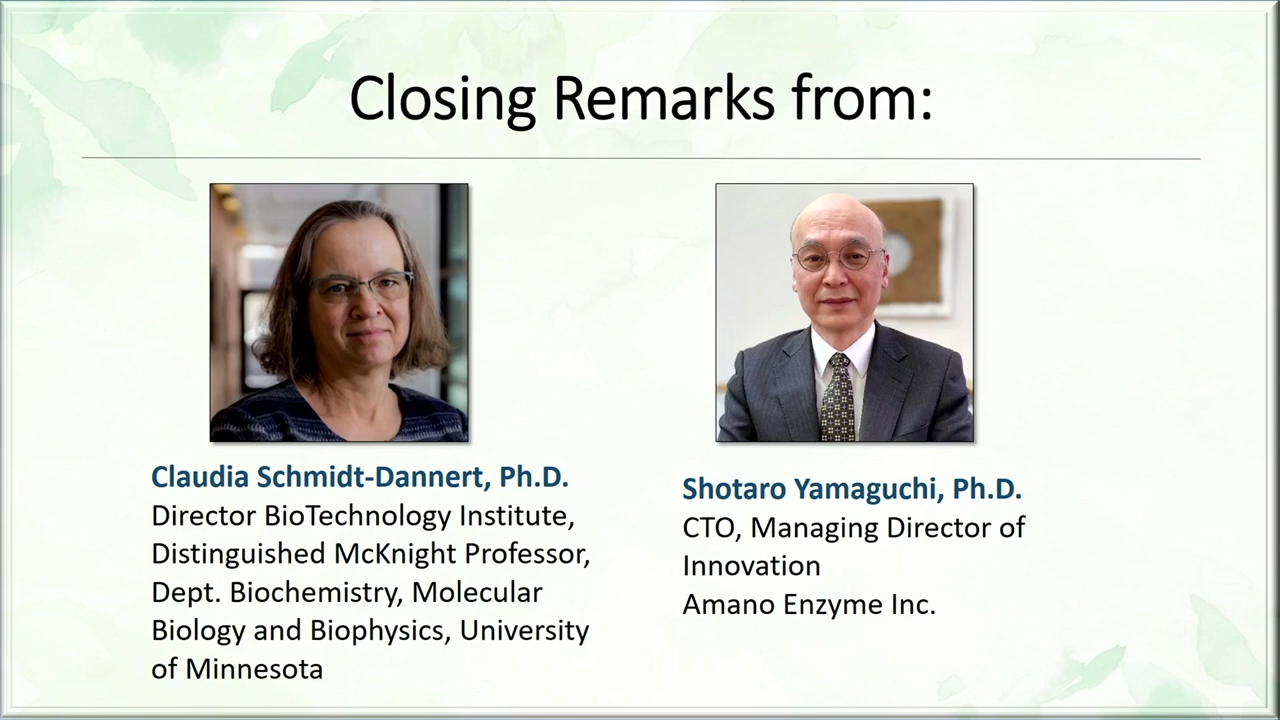 Closing Remarks from:
Claudia Schmidt-Dannert, Ph.D.
Director BioTechnology Institute,
Distinguished McKnight Professor,
Dept. Biochemistry, Molecular
Biology and Biophysics, University
of Minnesota
Shotaro Yamaguchi, Ph.D.
CTO, Managing Director of
Innovation
Amano Enzyme Inc.